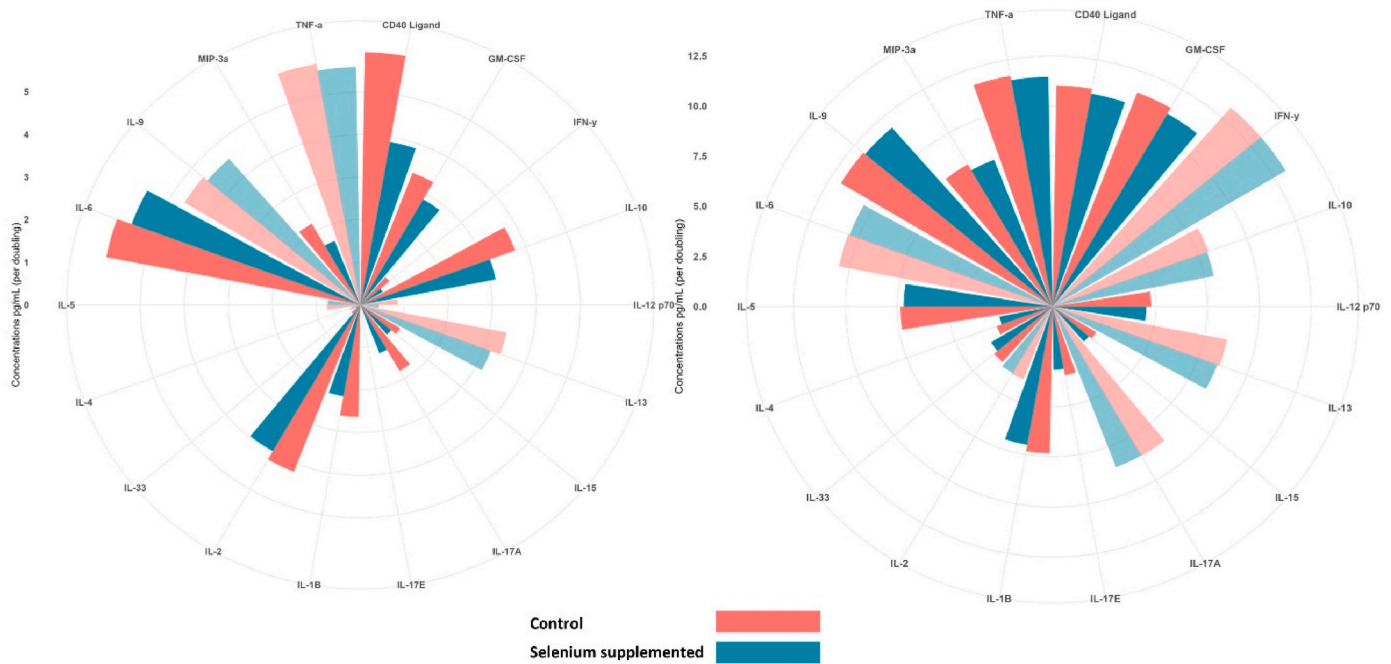 TNF-a
CD40 Ligand
MIP-3a
GM-CSF
IL-9
IFN-y
IL-6
IL-10
IL-5
IL-12 p70
IL-4
IL-13
IL-33
IL-15
IL-2
IL-17A
IL-1B
IL-17E
5
4
3
2
1
0
Concentrations pg/mL (per doubling)
TNF-a
CD40 Ligand
MIP-3a
GM-CSF
IL-9
IFN-y
IL-6
IL-10
IL-5
IL-12 p70
IL-4
IL-13
IL-33
IL-15
IL-2
IL-17A
IL-1B
IL-17E
12.5
10.0
7.5
5.0
2.5
0.0
Concentrations pg/mL (per doubling)
Control
Selenium supplemented